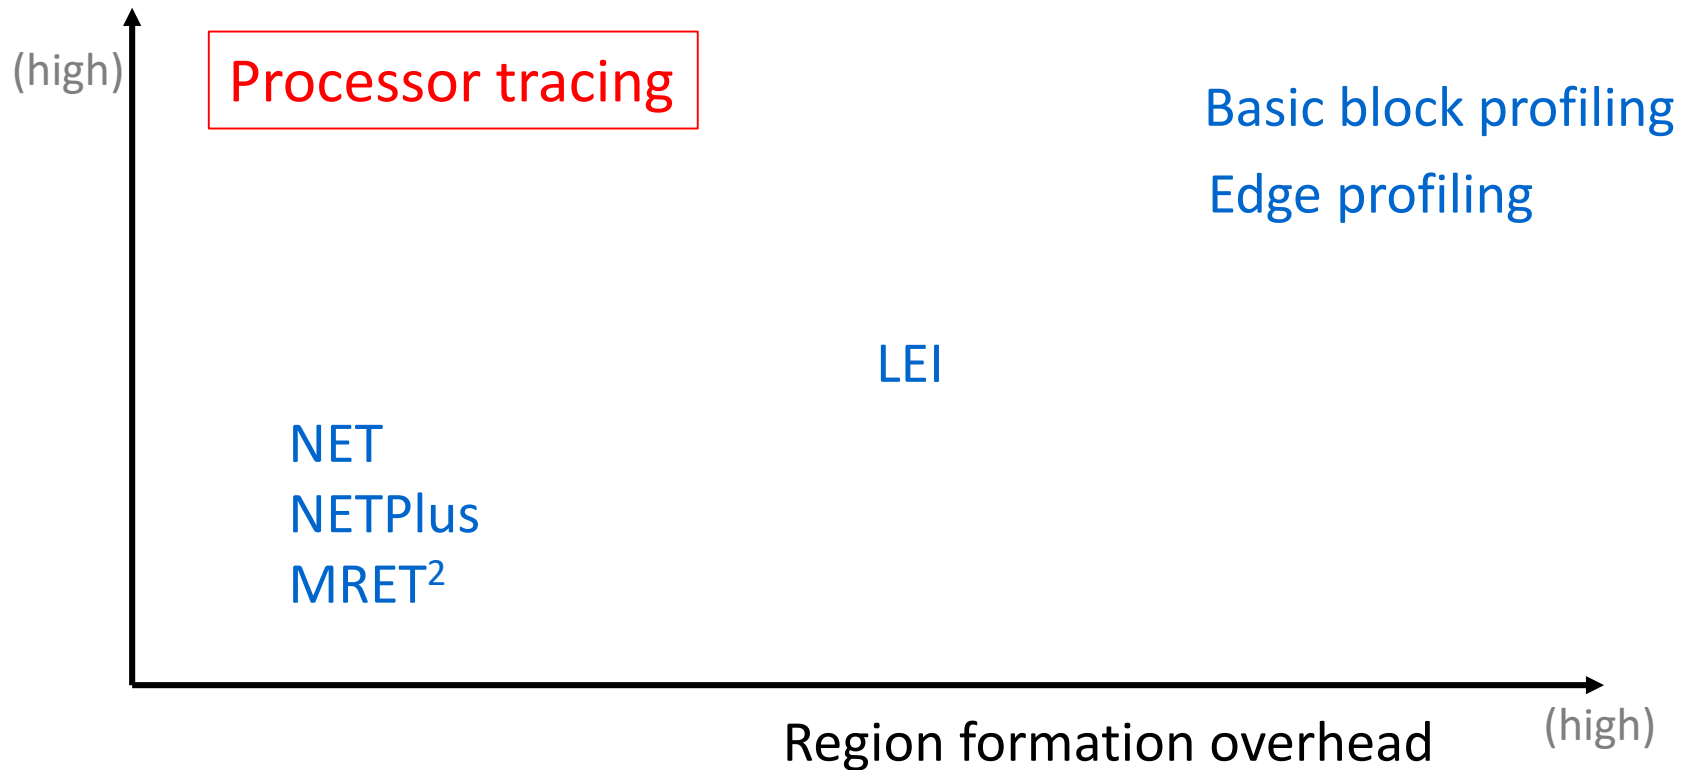 (high)
Processor tracing
Basic block profiling
Edge profiling
LEI
NET
NETPlus
MRET²
Region formation overhead
(high)